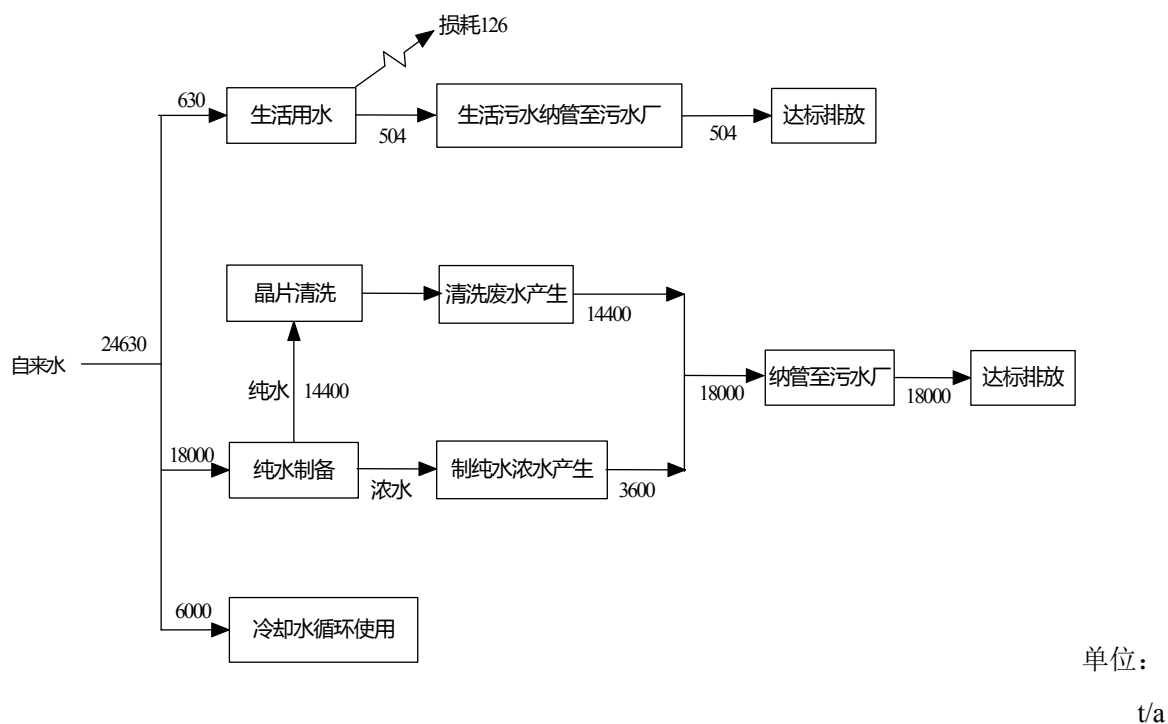 损耗126
630
生活用水
504
生活污水纳管至污水厂
504
达标排放
晶片清洗
清洗废水产生
14400
自来水
24630
纯水
14400
18000
纳管至污水厂
18000
达标排放
18000
纯水制备
浓水
制纯水浓水产生
3600
6000
冷却水循环使用
单位：
t/a